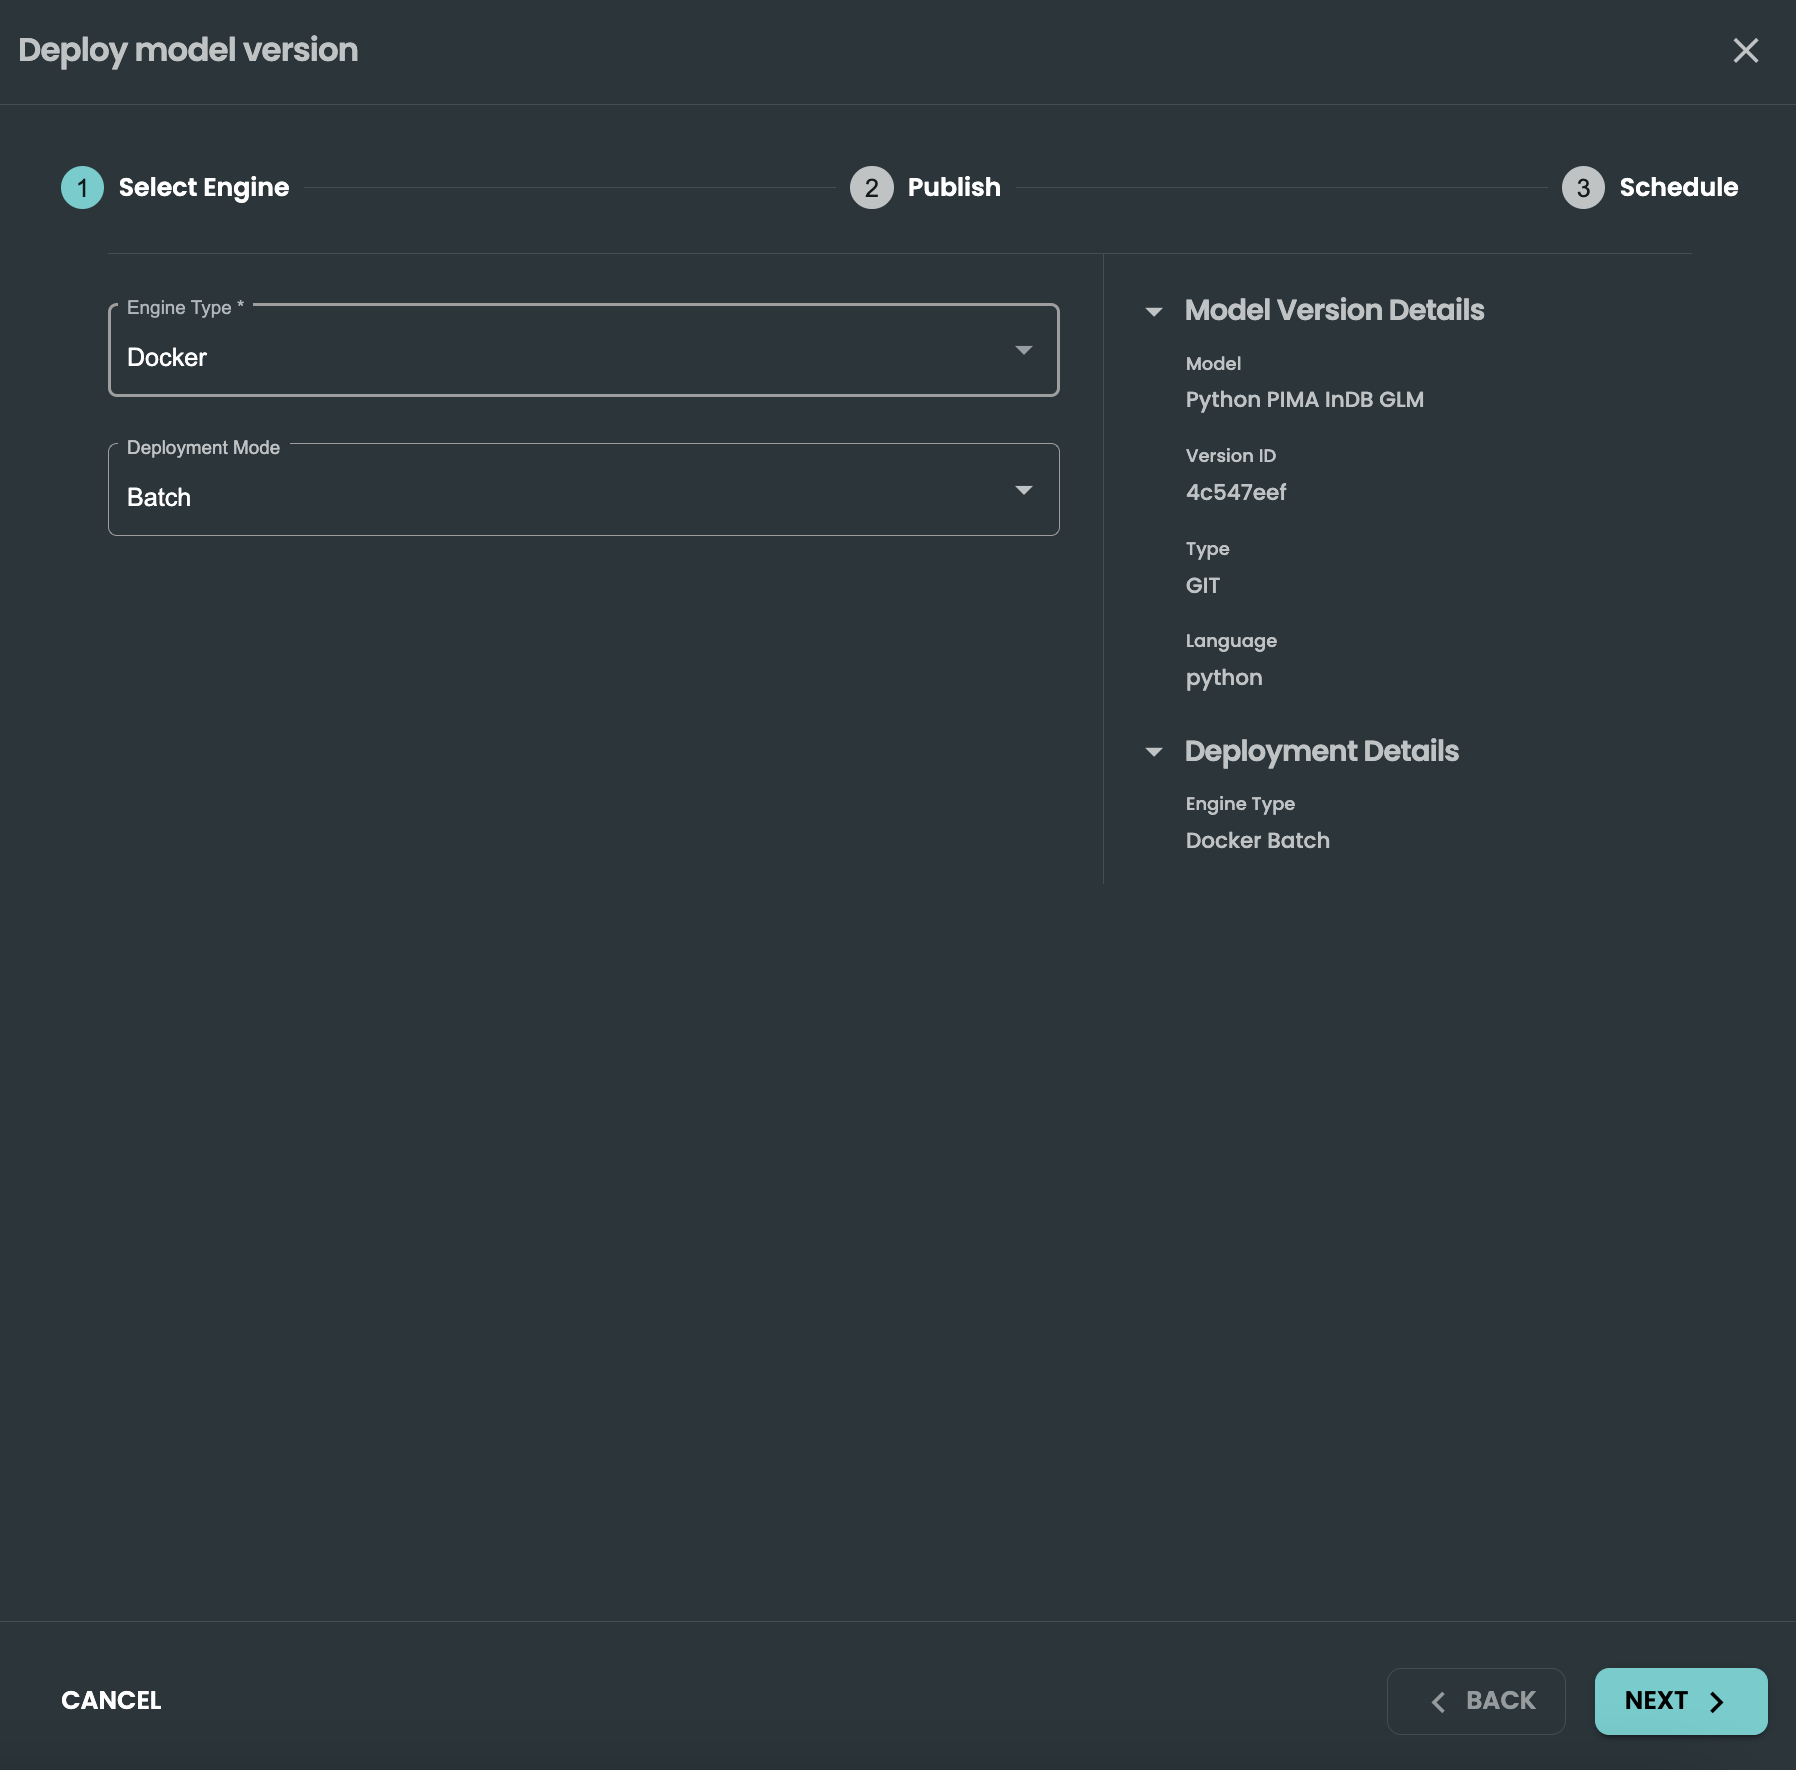 Deploy model version
1 Select Engine
2 Publish
3 Schedule
Engine Type *
Docker
Deployment Mode
Batch
Model Version Details
Model
Python PIMA InDB GLM
Version ID
4c547eef
Type
GIT
Language
python
Deployment Details
Engine Type
Docker Batch
CANCEL
BACK
NEXT